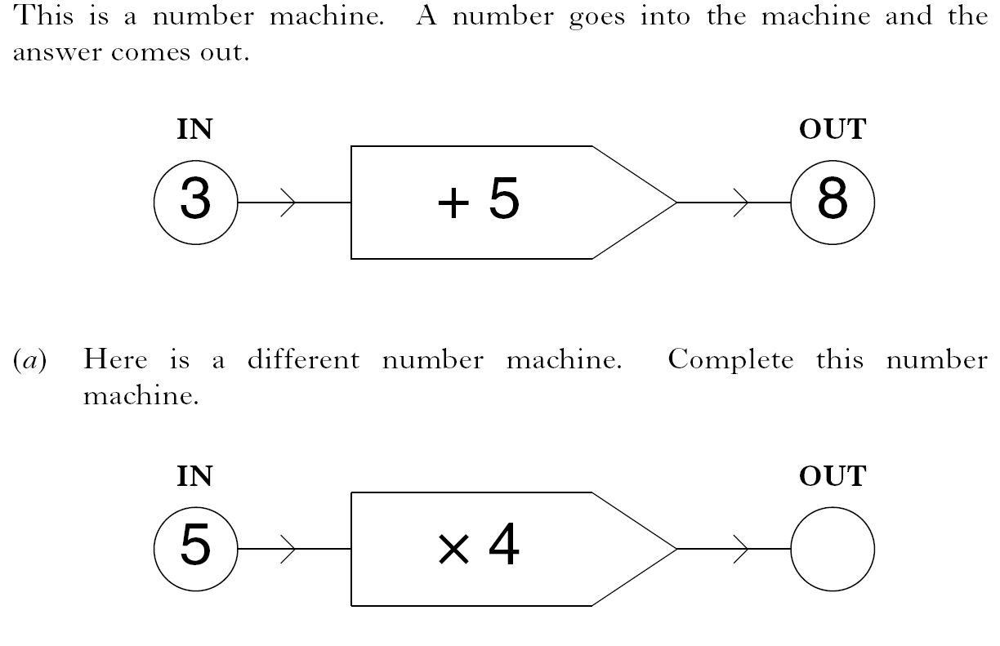 This is a number machine. A number goes into the machine and the
answer comes out.
IN OUT
3 + 5 8
(a) Here is a different number machine. Complete this number
machine.
IN OUT
5 × 4